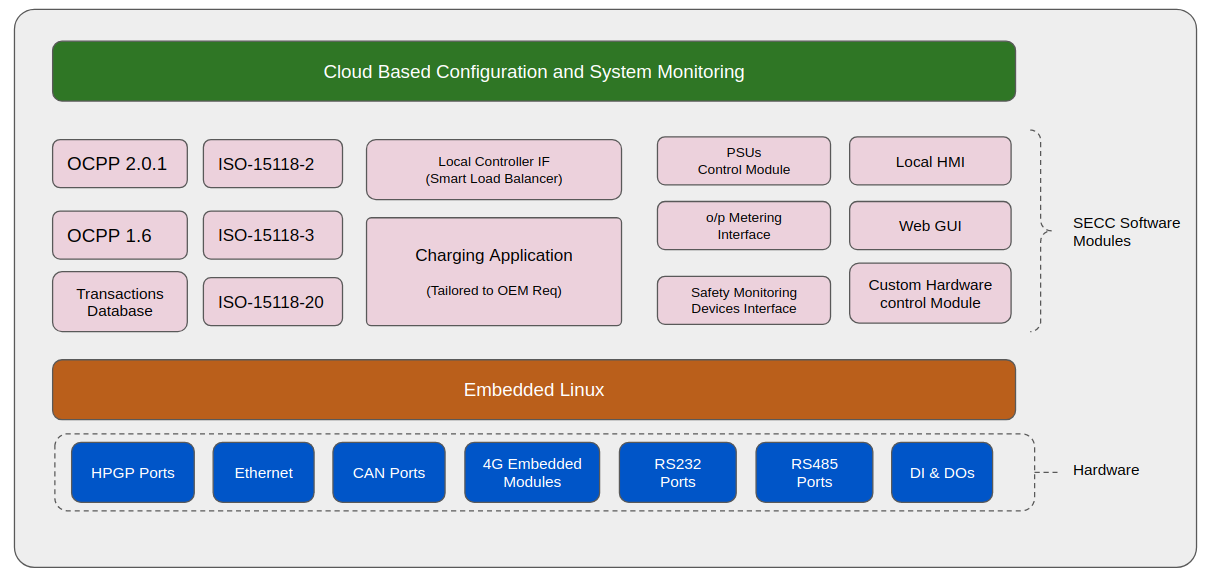 Cloud Based Configuration and System Monitoring
OCPP 2.0.1
ISO-15118-2
Local Controller IF
(Smart Load Balancer)
PSUs
Control Module
Local HMI
OCPP 1.6
ISO-15118-3
Charging Application
(Tailored to OEM Req)
o/p Metering
Interface
Web GUI
SECC Software
Modules
Transactions
Database
ISO-15118-20
Safety Monitoring
Devices Interface
Custom Hardware
control Module
Embedded Linux
HPGP Ports
Ethernet
CAN Ports
4G Embedded
Modules
RS232
Ports
RS485
Ports
DI & DOs
Hardware